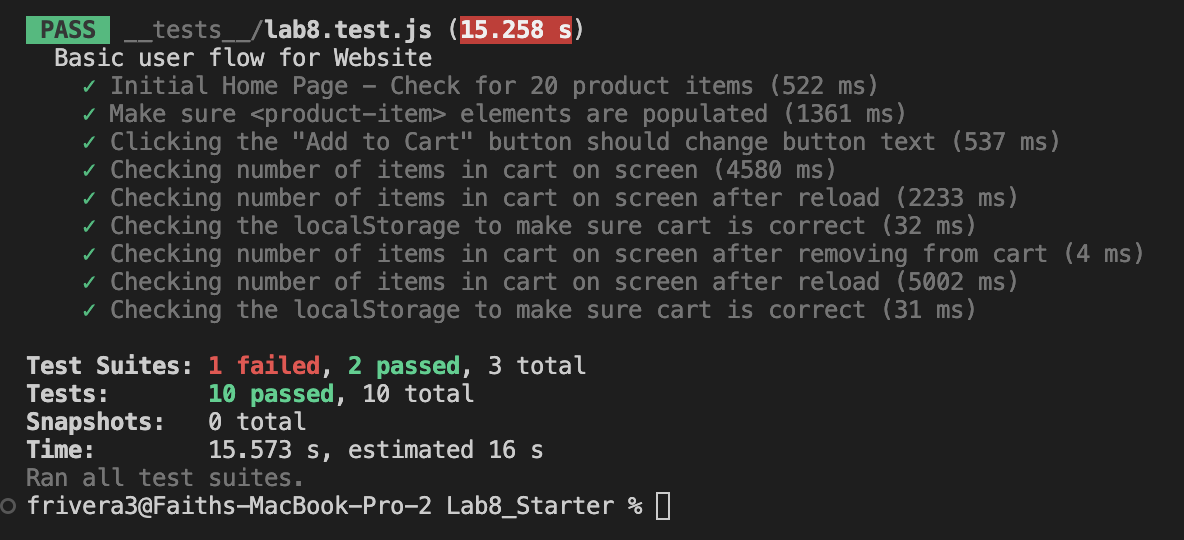 PASS __tests__/lab8.test.js (15.258 s)
Basic user flow for Website
✓ Initial Home Page – Check for 20 product items (522 ms)
✓ Make sure <product-item> elements are populated (1361 ms)
✓ Clicking the "Add to Cart" button should change button text (537 ms)
✓ Checking number of items in cart on screen (4580 ms)
✓ Checking number of items in cart on screen after reload (2233 ms)
✓ Checking the localStorage to make sure cart is correct (32 ms)
✓ Checking number of items in cart on screen after removing from cart (4 ms)
✓ Checking number of items in cart on screen after reload (5002 ms)
✓ Checking the localStorage to make sure cart is correct (31 ms)
Test Suites: 1 failed, 2 passed, 3 total
Tests: 10 passed, 10 total
Snapshots: 0 total
Time: 15.573 s, estimated 16 s
Ran all test suites.
frivera3@Faiths-MacBook-Pro-2 Lab8_Starter %